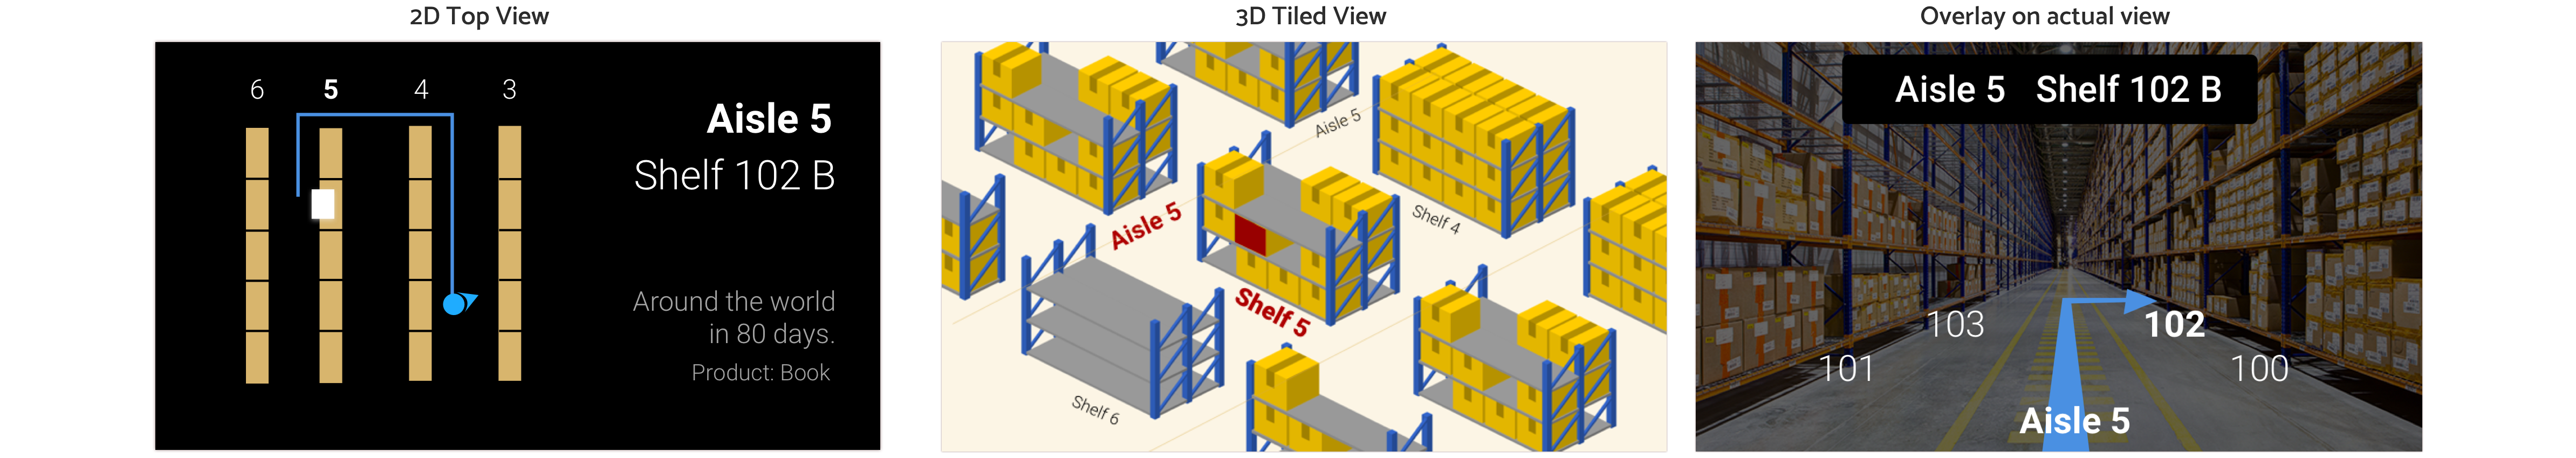 2D Top View
6 5 4 3
Aisle 5
Shelf 102 B
Around the world
in 80 days.
Product: Book
3D Tiled View
Aisle 5
Aisle 5
Shelf 4
Shelf 5
Shelf 6
Overlay on actual view
Aisle 5 Shelf 102 B
103 102
101 100
Aisle 5